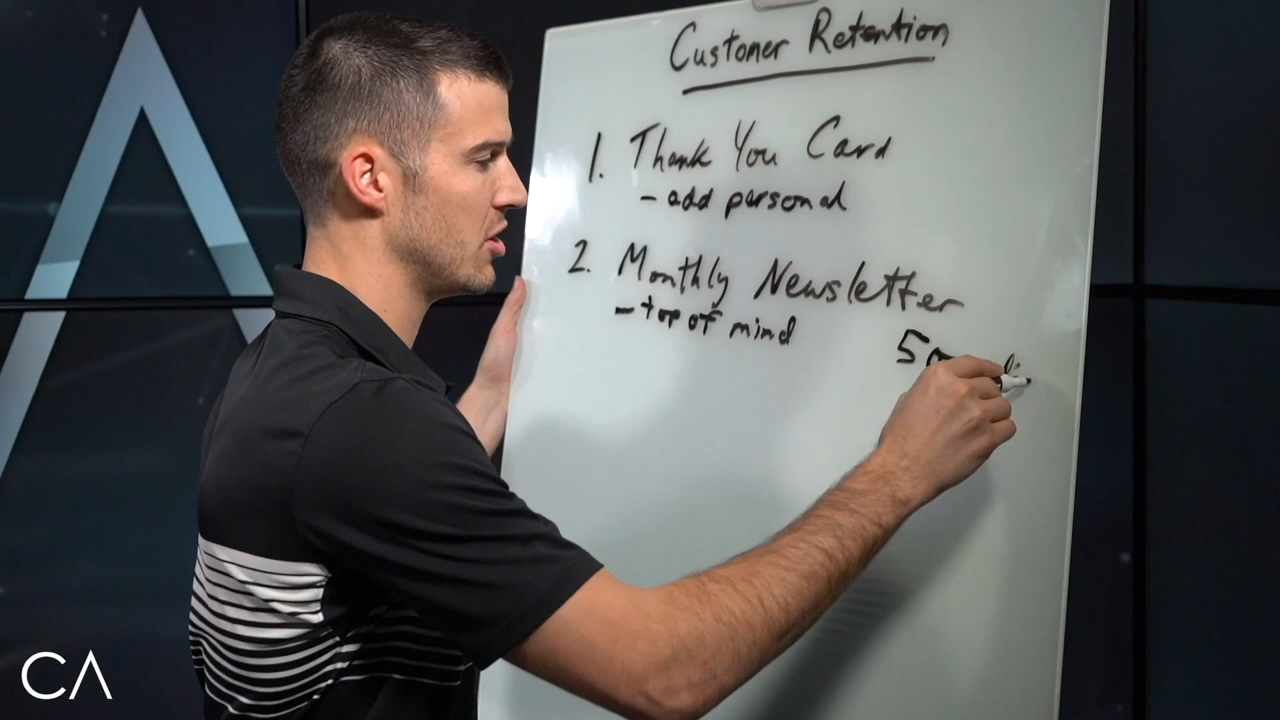 Customer Retention
1. Thank You Card
- add personal
2. Monthly Newsletter
- top of mind
CA